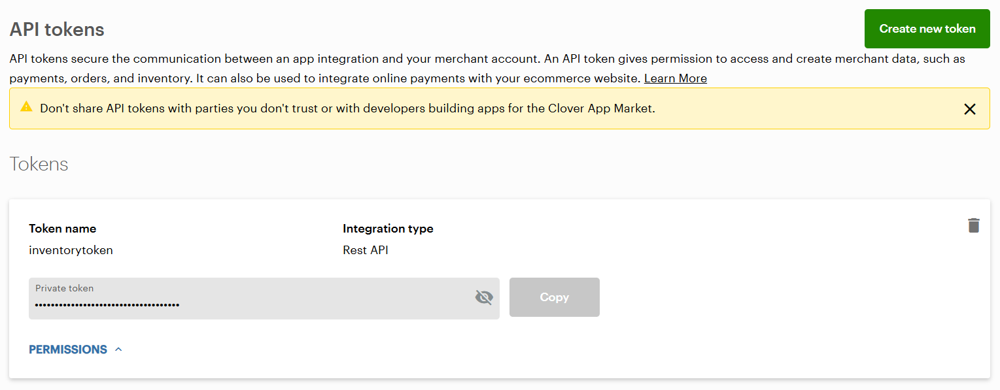 API tokens
Create new token
API tokens secure the communication between an app integration and your merchant account. An API token gives permission to access and create merchant data, such as
payments, orders, and inventory. It can also be used to integrate online payments with your ecommerce website. Learn More
Don't share API tokens with parties you don't trust or with developers building apps for the Clover App Market.
Tokens
Token name
Integration type
inventorytoken
Rest API
Private token
••••••••••••••••••••••••••••••••••••
Copy
PERMISSIONS